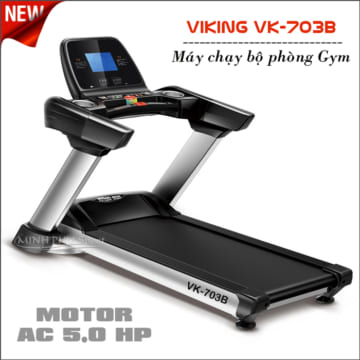 NEW
VIKING VK-703B
Máy chạy bộ phòng Gym
VK-703B
MOTOR
AC 5.0 HP